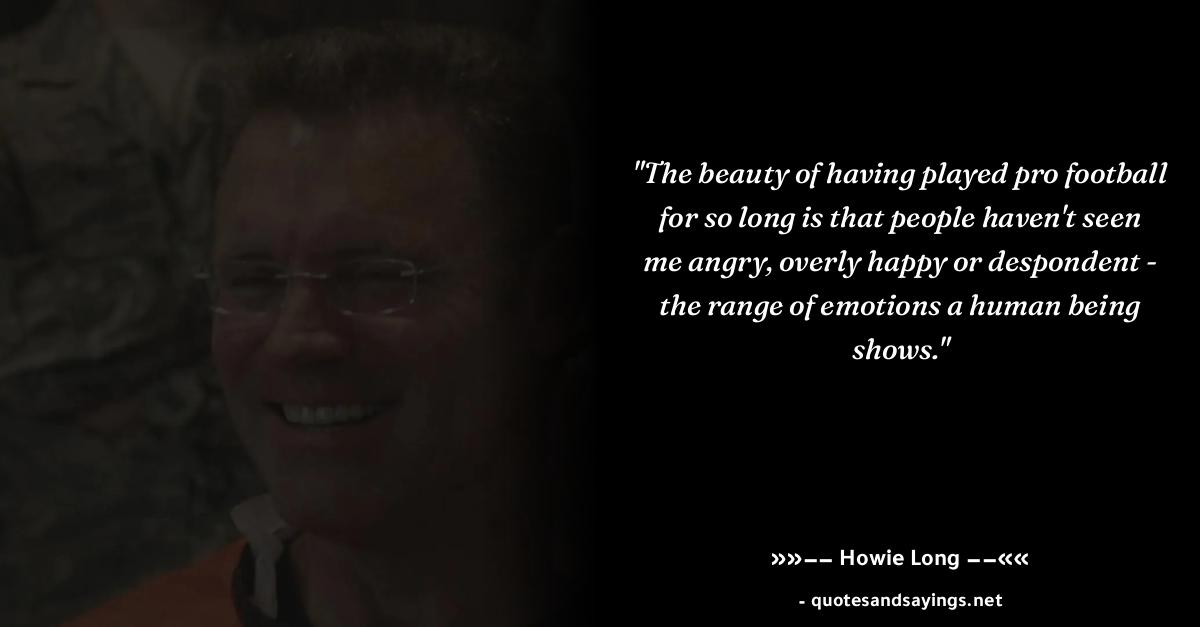 "The beauty of having played pro football
for so long is that people haven't seen
me angry, overly happy or despondent -
the range of emotions a human being
shows."
»»−− Howie Long −−««
- quotesandsayings.net